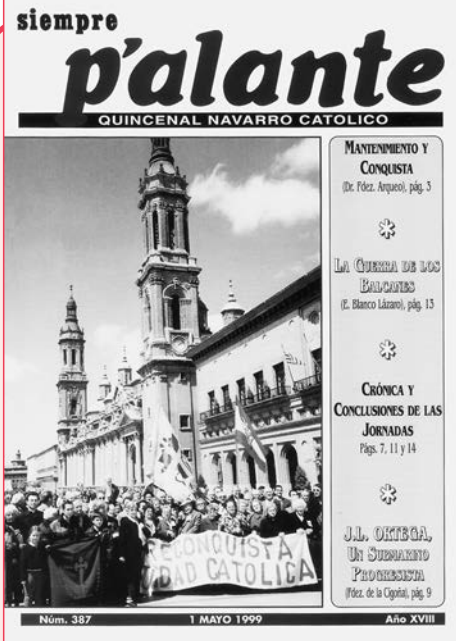 siempre
p'alante
QUINCENAL NAVARRO CATOLICO
MANTENIMIENTO Y
CONQUISTA
(Dr. Fdez. Arqueo), pág. 3
LA GUERRA DE LOS
BALCANES
(E. Blanco Lázaro), pág. 13
CRÓNICA Y
CONCLUSIONES DE LAS
JORNADAS
Págs. 7, 11 y 14
J.L. ORTEGA,
UN SUBMARINO
PROGRESISTA
(Fdez. de la Cigoña), pág. 9
RECONQUISTA
UNIDAD CATOLICA
Núm. 387
1 MAYO 1999
Año XVIII